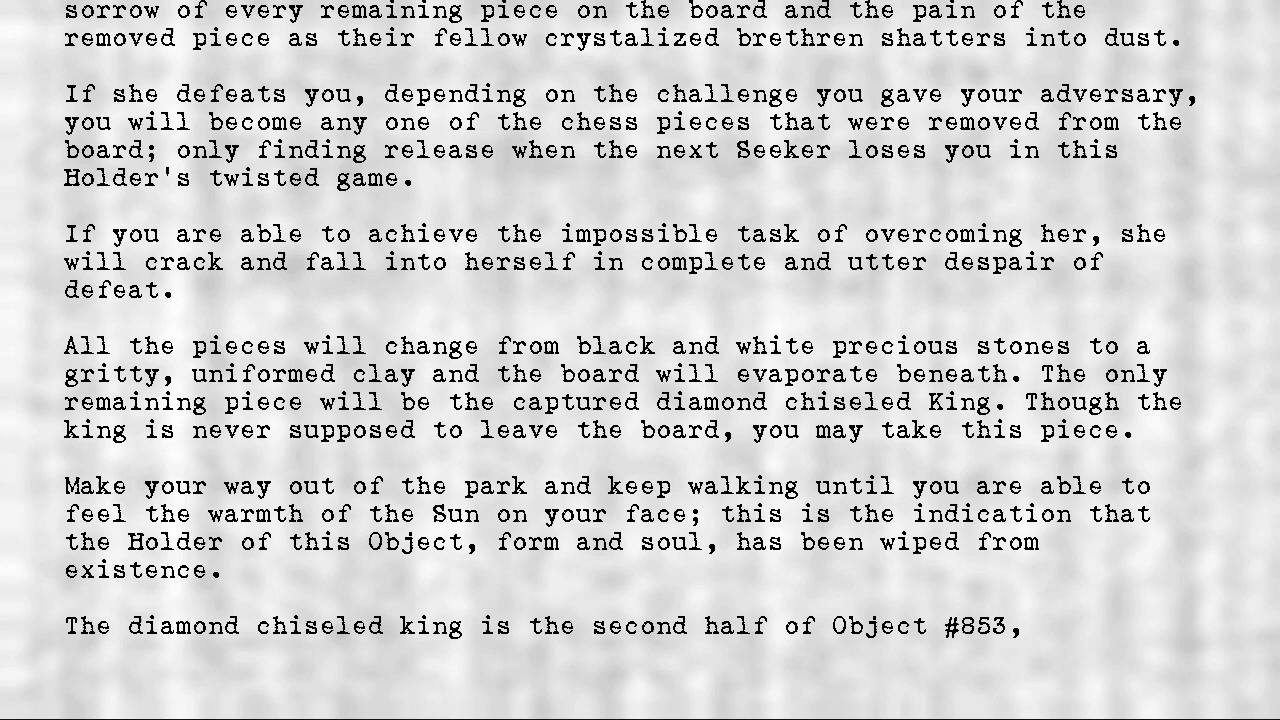 sorrow of every remaining piece on the board and the pain of the
removed piece as their fellow crystalized brethren shatters into dust.
If she defeats you, depending on the challenge you gave your adversary,
you will become any one of the chess pieces that were removed from the
board; only finding release when the next Seeker loses you in this
Holder's twisted game.
If you are able to achieve the impossible task of overcoming her, she
will crack and fall into herself in complete and utter despair of
defeat.
All the pieces will change from black and white precious stones to a
gritty, uniformed clay and the board will evaporate beneath. The only
remaining piece will be the captured diamond chiseled King. Though the
king is never supposed to leave the board, you may take this piece.
Make your way out of the park and keep walking until you are able to
feel the warmth of the Sun on your face; this is the indication that
the Holder of this Object, form and soul, has been wiped from
existence.
The diamond chiseled king is the second half of Object #853,